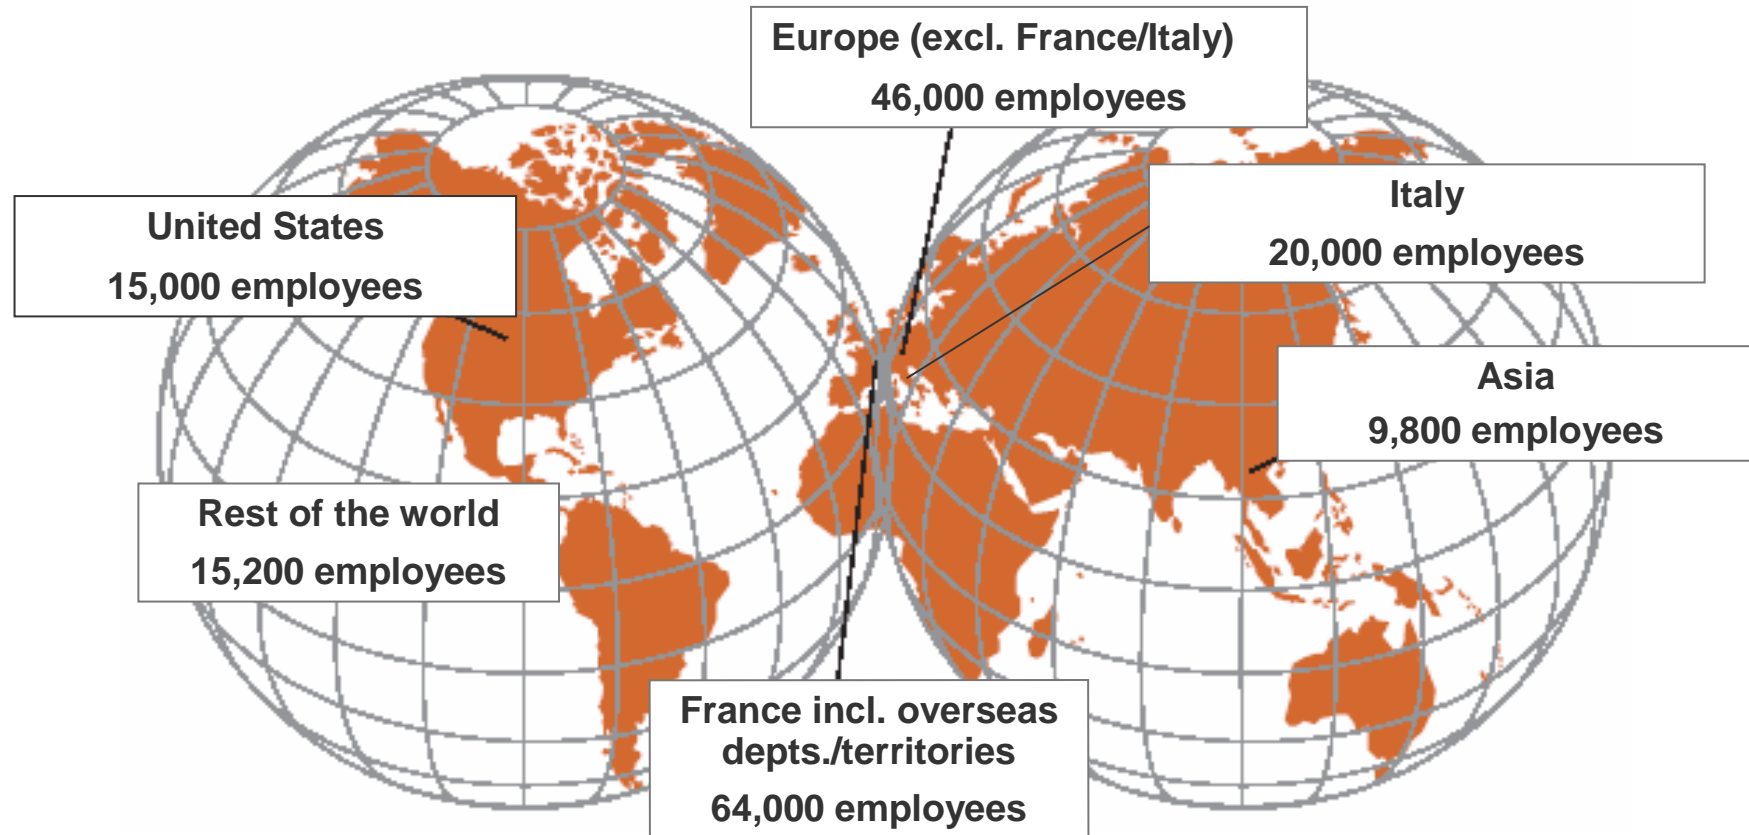 Europe (excl. France/Italy)
46,000 employees
Italy
20,000 employees
United States
15,000 employees
Asia
9,800 employees
Rest of the world
15,200 employees
France incl. overseas
depts./territories
64,000 employees